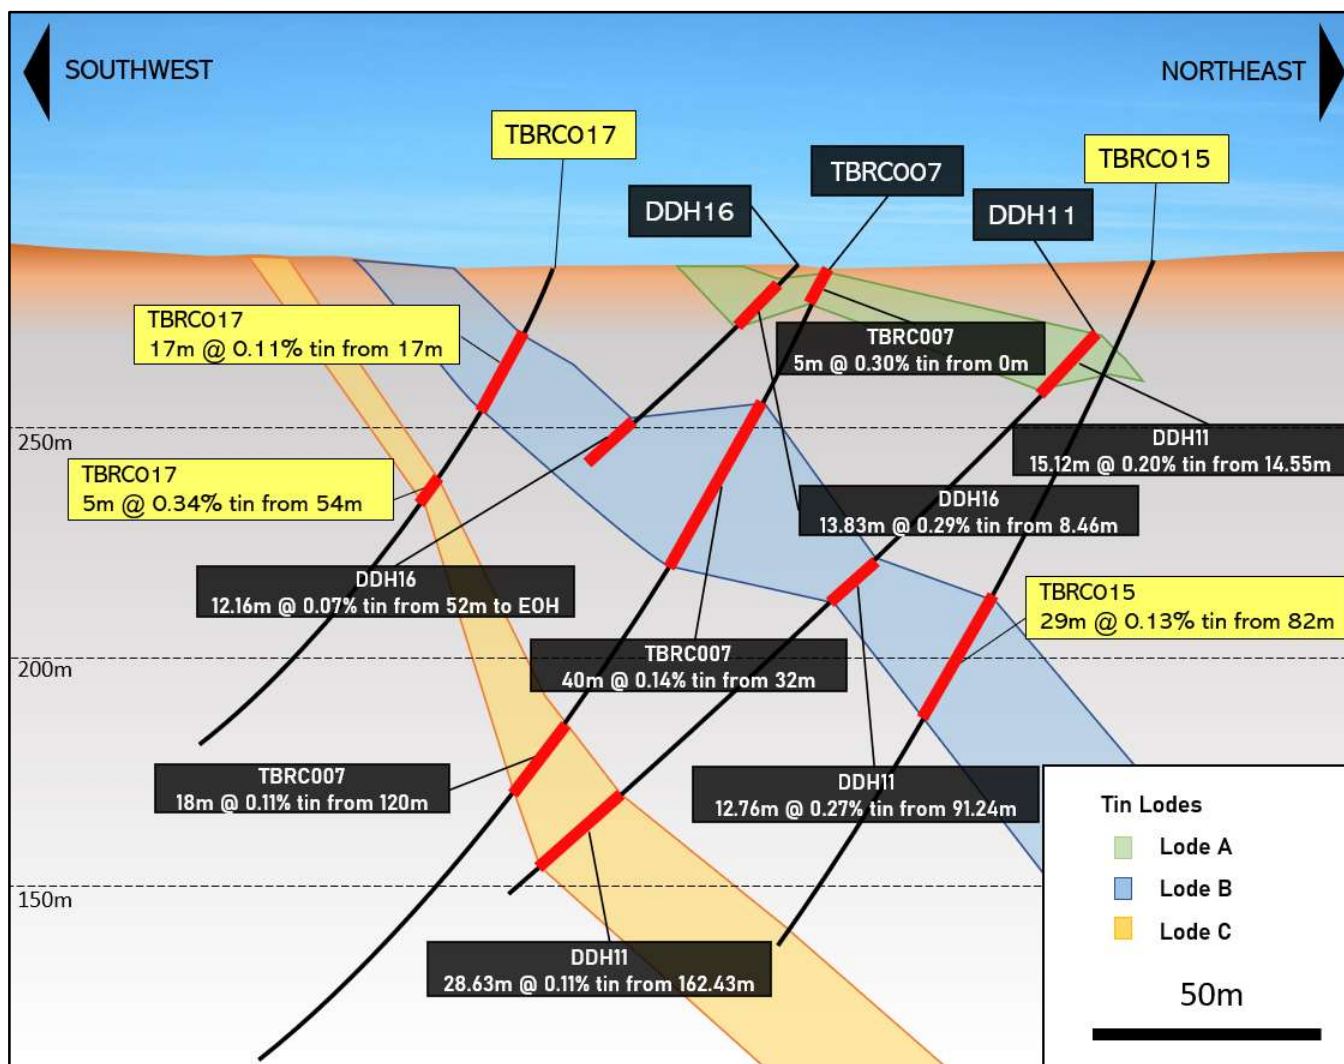 SOUTHWEST
NORTHEAST
TBRC017
TBRC007
TBRC015
DDH16
DDH11
TBRC017
17m @ 0.11% tin from 17m
TBRC007
5m @ 0.30% tin from 0m
250m
DDH11
15.12m @ 0.20% tin from 14.55m
TBRC017
5m @ 0.34% tin from 54m
DDH16
13.83m @ 0.29% tin from 8.46m
DDH16
12.16m @ 0.07% tin from 52m to EOH
TBRC015
29m @ 0.13% tin from 82m
200m
TBRC007
40m @ 0.14% tin from 32m
TBRC007
18m @ 0.11% tin from 120m
DDH11
12.76m @ 0.27% tin from 91.24m
150m
DDH11
28.63m @ 0.11% tin from 162.43m
Tin Lodes
Lode A
Lode B
Lode C
50m